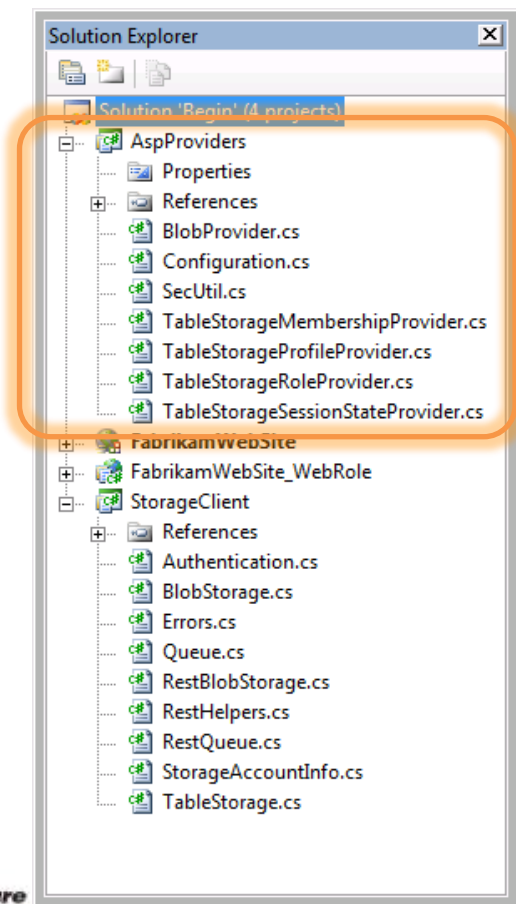 Solution Explorer
Solution 'Begin' (4 projects)
AspProviders
Properties
References
BlobProvider.cs
Configuration.cs
SecUtil.cs
TableStorageMembershipProvider.cs
TableStorageProfileProvider.cs
TableStorageRoleProvider.cs
TableStorageSessionStateProvider.cs
FabrikamWebSite
FabrikamWebSite_WebRole
StorageClient
References
Authentication.cs
BlobStorage.cs
Errors.cs
Queue.cs
RestBlobStorage.cs
RestHelpers.cs
RestQueue.cs
StorageAccountInfo.cs
TableStorage.cs